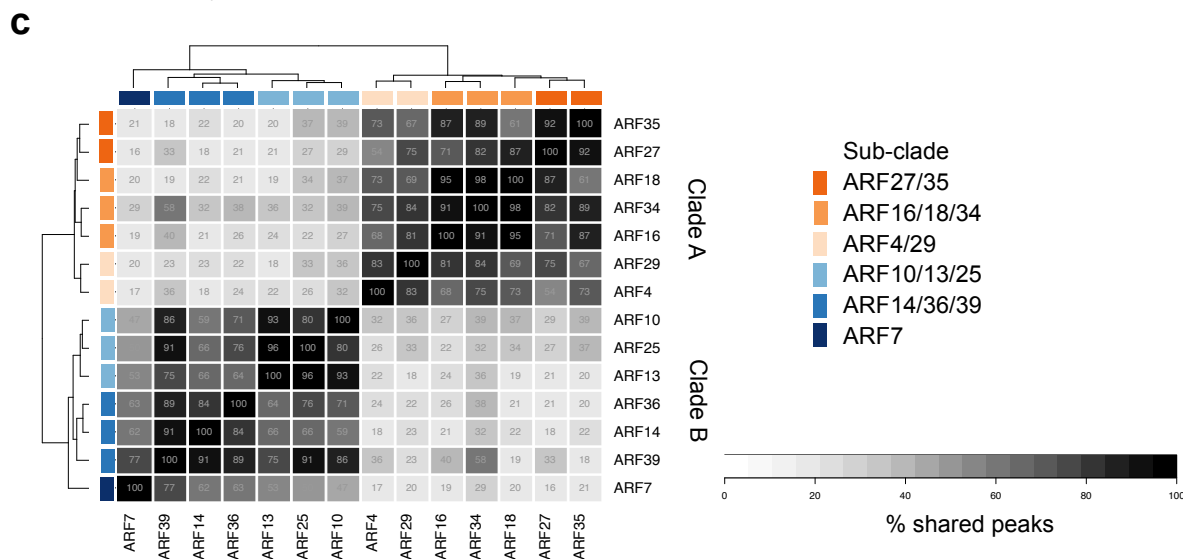 c
21 18 22 20 20 37 39 73 67 87 89 61 92 100 ARF35
16 33 18 21 21 27 29 54 75 71 82 87 100 92 ARF27
20 19 22 21 19 34 37 73 69 95 98 100 87 61 ARF18
29 58 32 38 36 32 39 75 84 91 100 98 82 89 ARF34
19 40 21 26 24 22 27 68 81 100 91 95 71 87 ARF16
20 23 23 22 18 33 36 83 100 81 84 69 75 67 ARF29
17 36 18 24 22 26 32 100 83 68 75 73 54 73 ARF4
47 86 59 71 93 80 100 32 36 27 39 37 29 39 ARF10
91 66 76 96 100 80 26 33 22 32 34 27 37 ARF25
53 75 66 64 100 96 93 22 18 24 36 19 21 20 ARF13
63 89 84 100 64 76 71 24 22 26 38 21 21 20 ARF36
62 91 100 84 66 66 59 18 23 21 32 22 18 22 ARF14
77 100 91 89 75 91 86 36 23 40 58 19 33 18 ARF39
100 77 62 63 53 47 17 20 19 29 20 16 21 ARF7
ARF7 ARF39 ARF14 ARF36 ARF13 ARF25 ARF10 ARF4 ARF29 ARF16 ARF34 ARF18 ARF27 ARF35
Clade A
Clade B
Sub-clade
ARF27/35
ARF16/18/34
ARF4/29
ARF10/13/25
ARF14/36/39
ARF7
0 20 40 60 80 100
% shared peaks